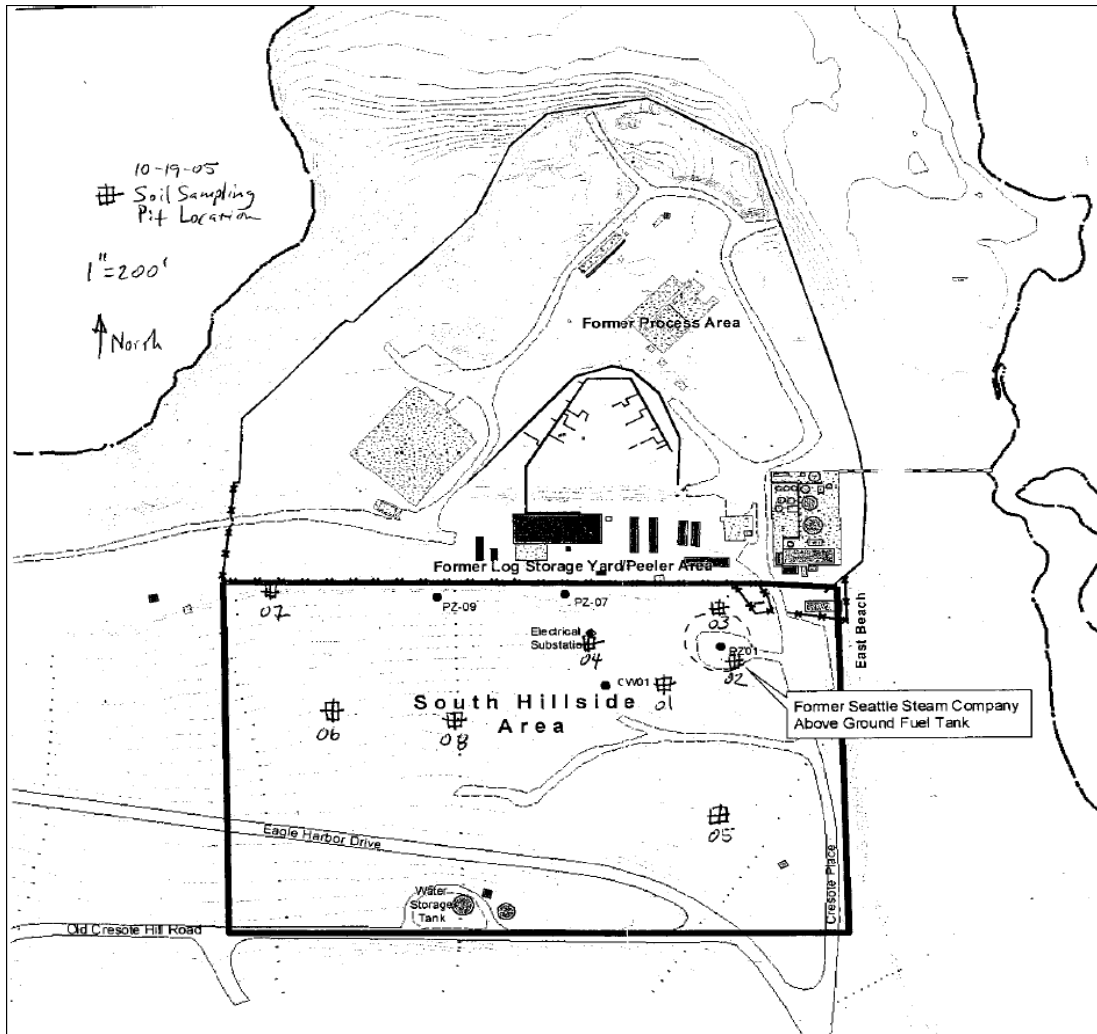 10-19-05
Soil Sampling
Pit Location
1"=200'
North
Former Process Area
Former Log Storage Yard/Peeler Area
07
PZ-09
PZ-07
03
Electrical
Substatio
04
PZ01
02
East Beach
CW01
01
South Hillside
Area
Former Seattle Steam Company
Above Ground Fuel Tank
06
08
05
Eagle Harbor Drive
Cresote Place
Water
Storage
Tank
Old Cresote Hill Road